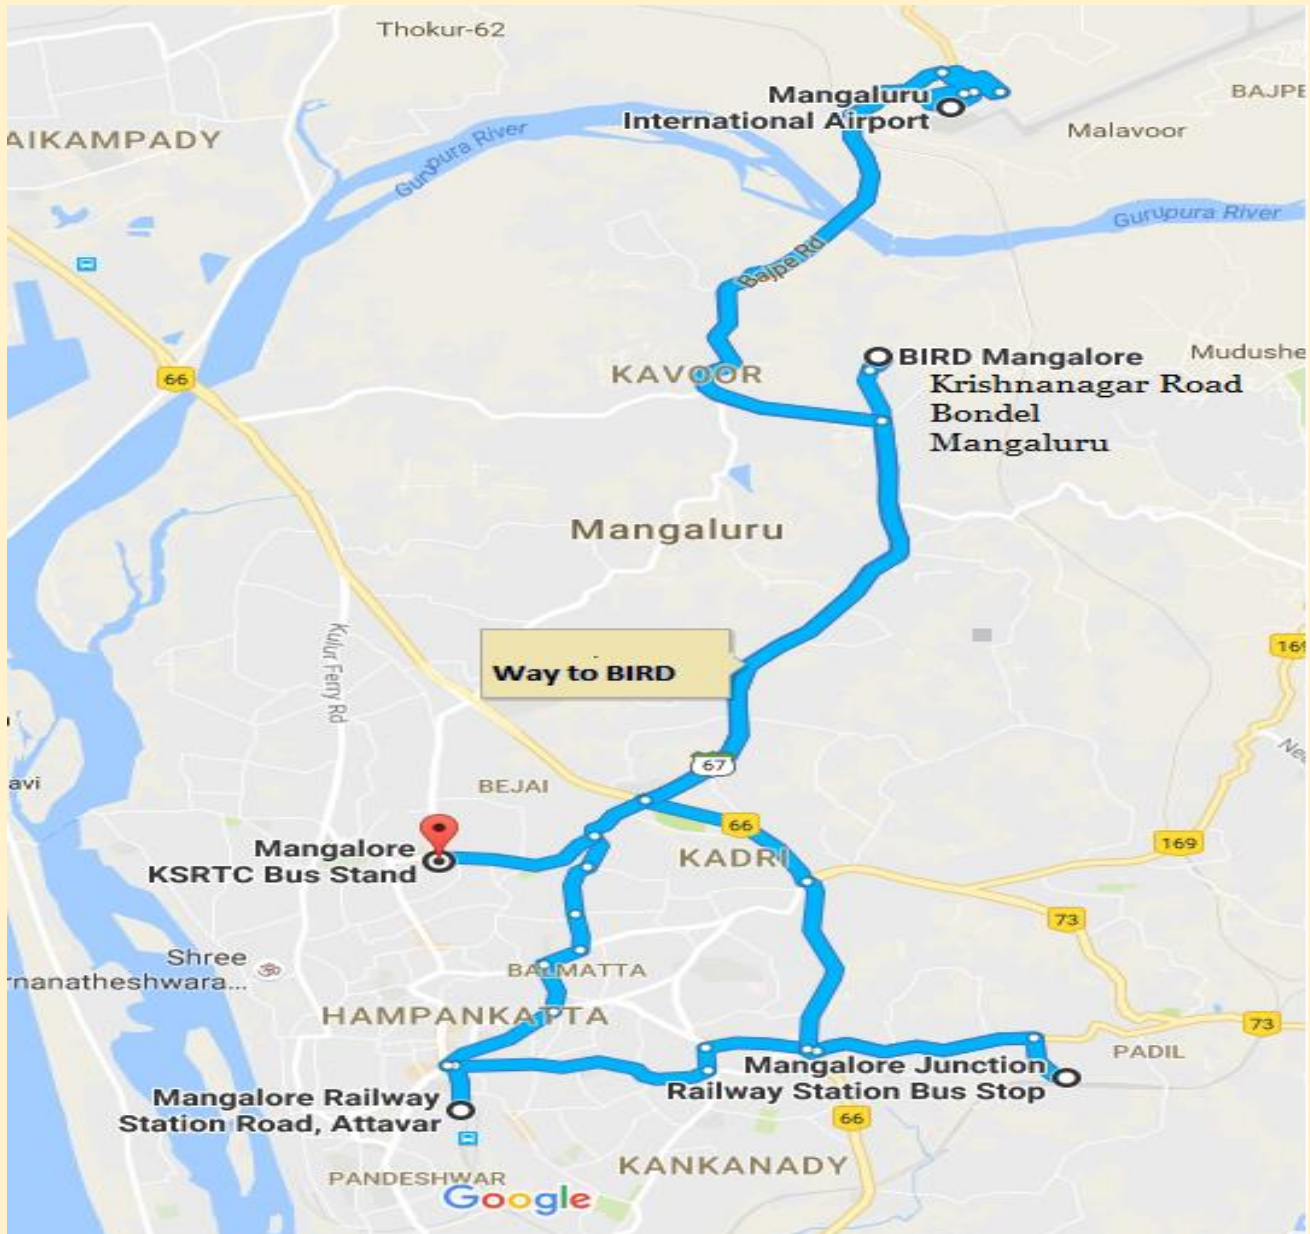 Thokur-62
Mangaluru
International Airport
BAJPE
Malavoor
AIKAMPADY
Gurupura River
Gurupura River
Bajpe Rd
66
KAVOOR
BIRD Mangalore
Krishnanagar Road
Bondel
Mangaluru
Mudushe
Mangaluru
Kulur Ferry Rd
Way to BIRD
169
67
avi
BEJAI
66
Mangalore
KSRTC Bus Stand
KADRI
169
73
Shree
rnanatheshwara...
BALMATTA
HAMPANKATTA
73
PADIL
Mangalore Junction
Railway Station Bus Stop
Mangalore Railway
Station Road, Attavar
66
KANKANADY
PANDESHWAR
Google